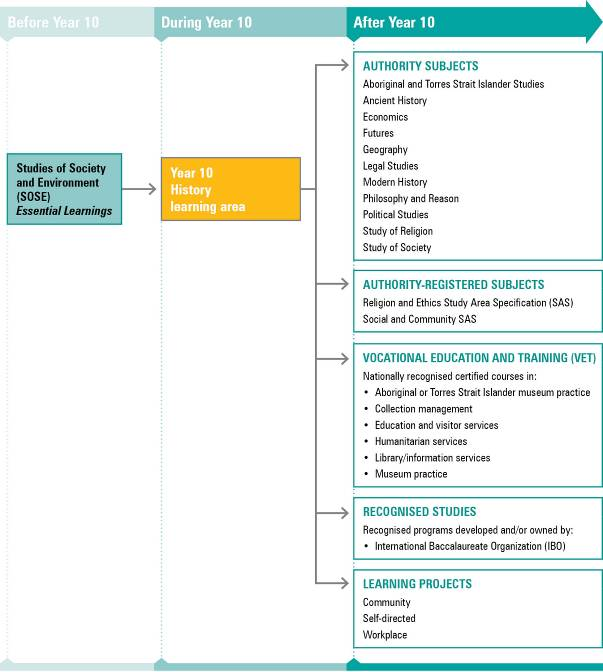 Before Year 10
During Year 10
After Year 10
Studies of Society
and Environment
(SOSE)
Essential Learnings
Year 10
History
learning area
AUTHORITY SUBJECTS
Aboriginal and Torres Strait Islander Studies
Ancient History
Economics
Futures
Geography
Legal Studies
Modern History
Philosophy and Reason
Political Studies
Study of Religion
Study of Society
AUTHORITY-REGISTERED SUBJECTS
Religion and Ethics Study Area Specification (SAS)
Social and Community SAS
VOCATIONAL EDUCATION AND TRAINING (VET)
Nationally recognised certified courses in:
• Aboriginal or Torres Strait Islander museum practice
• Collection management
• Education and visitor services
• Humanitarian services
• Library/information services
• Museum practice
RECOGNISED STUDIES
Recognised programs developed and/or owned by:
• International Baccalaureate Organization (IBO)
LEARNING PROJECTS
Community
Self-directed
Workplace